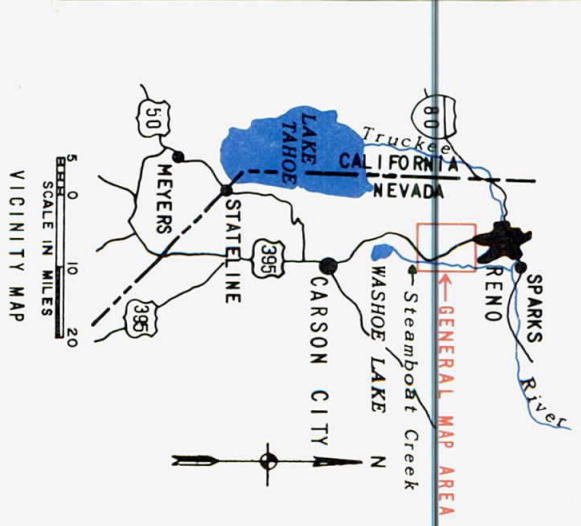 80
Truckee
50
LAKE
TAHOE
CALIFORNIA
NEVADA
MEYERS
STATELINE
395
395
CARSON CITY
WASHOE LAKE
Steamboat Creek
GENERAL MAP AREA
RENO
SPARKS
River
N
5 0 10 20
SCALE IN MILES
VICINITY MAP